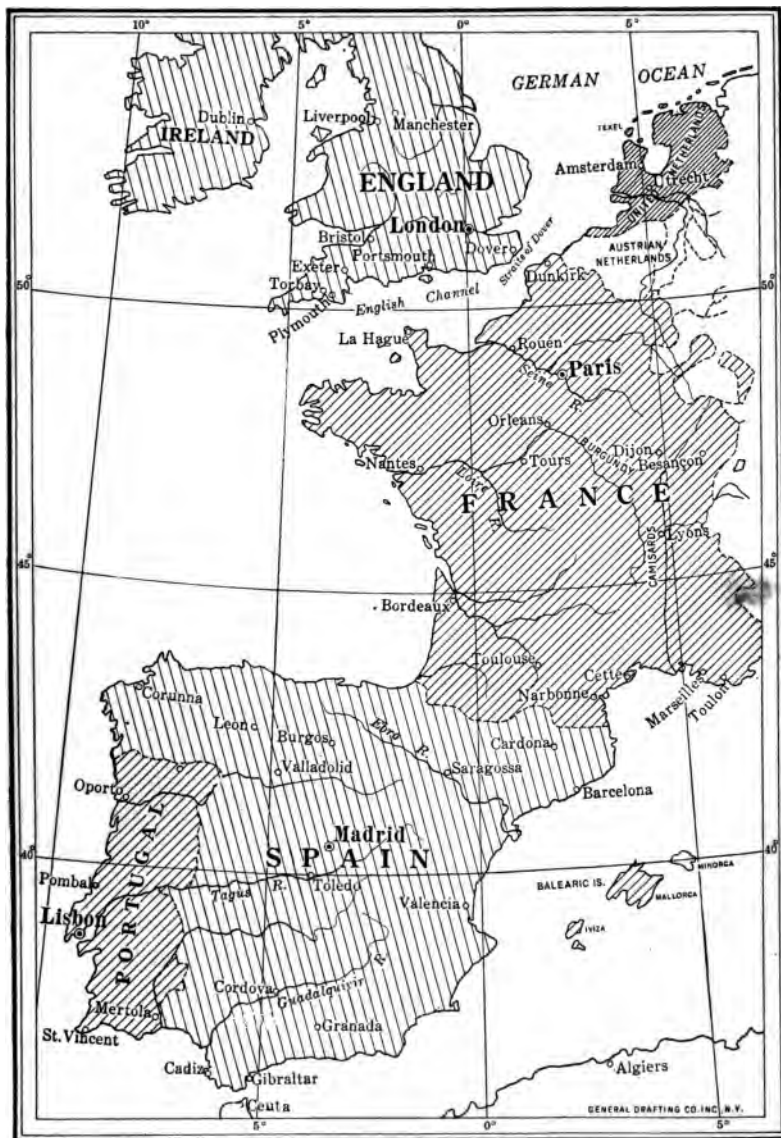 10° 5° 0° 5°
GERMAN OCEAN
TEXEL
Dublin
IRELAND
Liverpool
Manchester
ENGLAND
London
Bristol
Portsmouth
Dover
Exeter
Torbay
Plymouth
English Channel
Straits of Dover
Amsterdam
Utrecht
UNITED NETHERLANDS
AUSTRIAN
NETHERLANDS
50°
50°
Dunkirk
La Hague
Rouen
Seine R.
Paris
Orleans
BURGUNDY
Dijon
Besançon
Nantes
Tours
Loire R.
FRANCE
CAMISARDS
Lyons
45°
45°
Bordeaux
Toulouse
Cette
Narbonne
Marseilles
Toulon
Corunna
Leon
Burgos
Ebro R.
Cardona
Valladolid
Saragossa
Barcelona
Oporto
PORTUGAL
Madrid
SPAIN
40°
40°
MINORCA
BALEARIC IS.
MALLORCA
IVIZA
Pombal
Tagus R.
Toledo
Valencia
Lisbon
Cordova
Guadalquivir R.
Mertola
Granada
St. Vincent
Cadiz
Gibraltar
Ceuta
Algiers
GENERAL DRAFTING CO. INC. N.Y.
5° 0° 5°